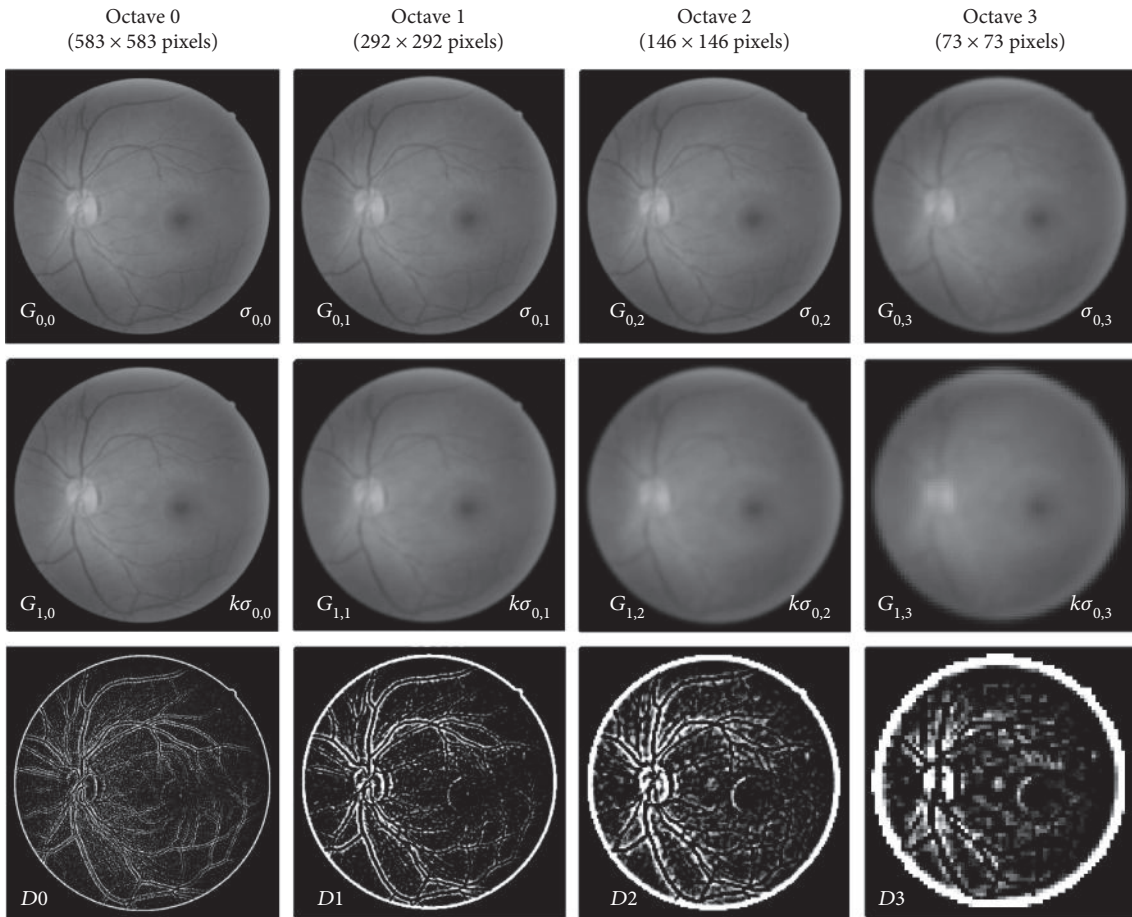 Octave 0 Octave 1 Octave 2 Octave 3
(583 × 583 pixels) (292 × 292 pixels) (146 × 146 pixels) (73 × 73 pixels)
G0,0 σ0,0 G0,1 σ0,1 G0,2 σ0,2 G0,3 σ0,3
G1,0 kσ0,0 G1,1 kσ0,1 G1,2 kσ0,2 G1,3 kσ0,3
D0 D1 D2 D3